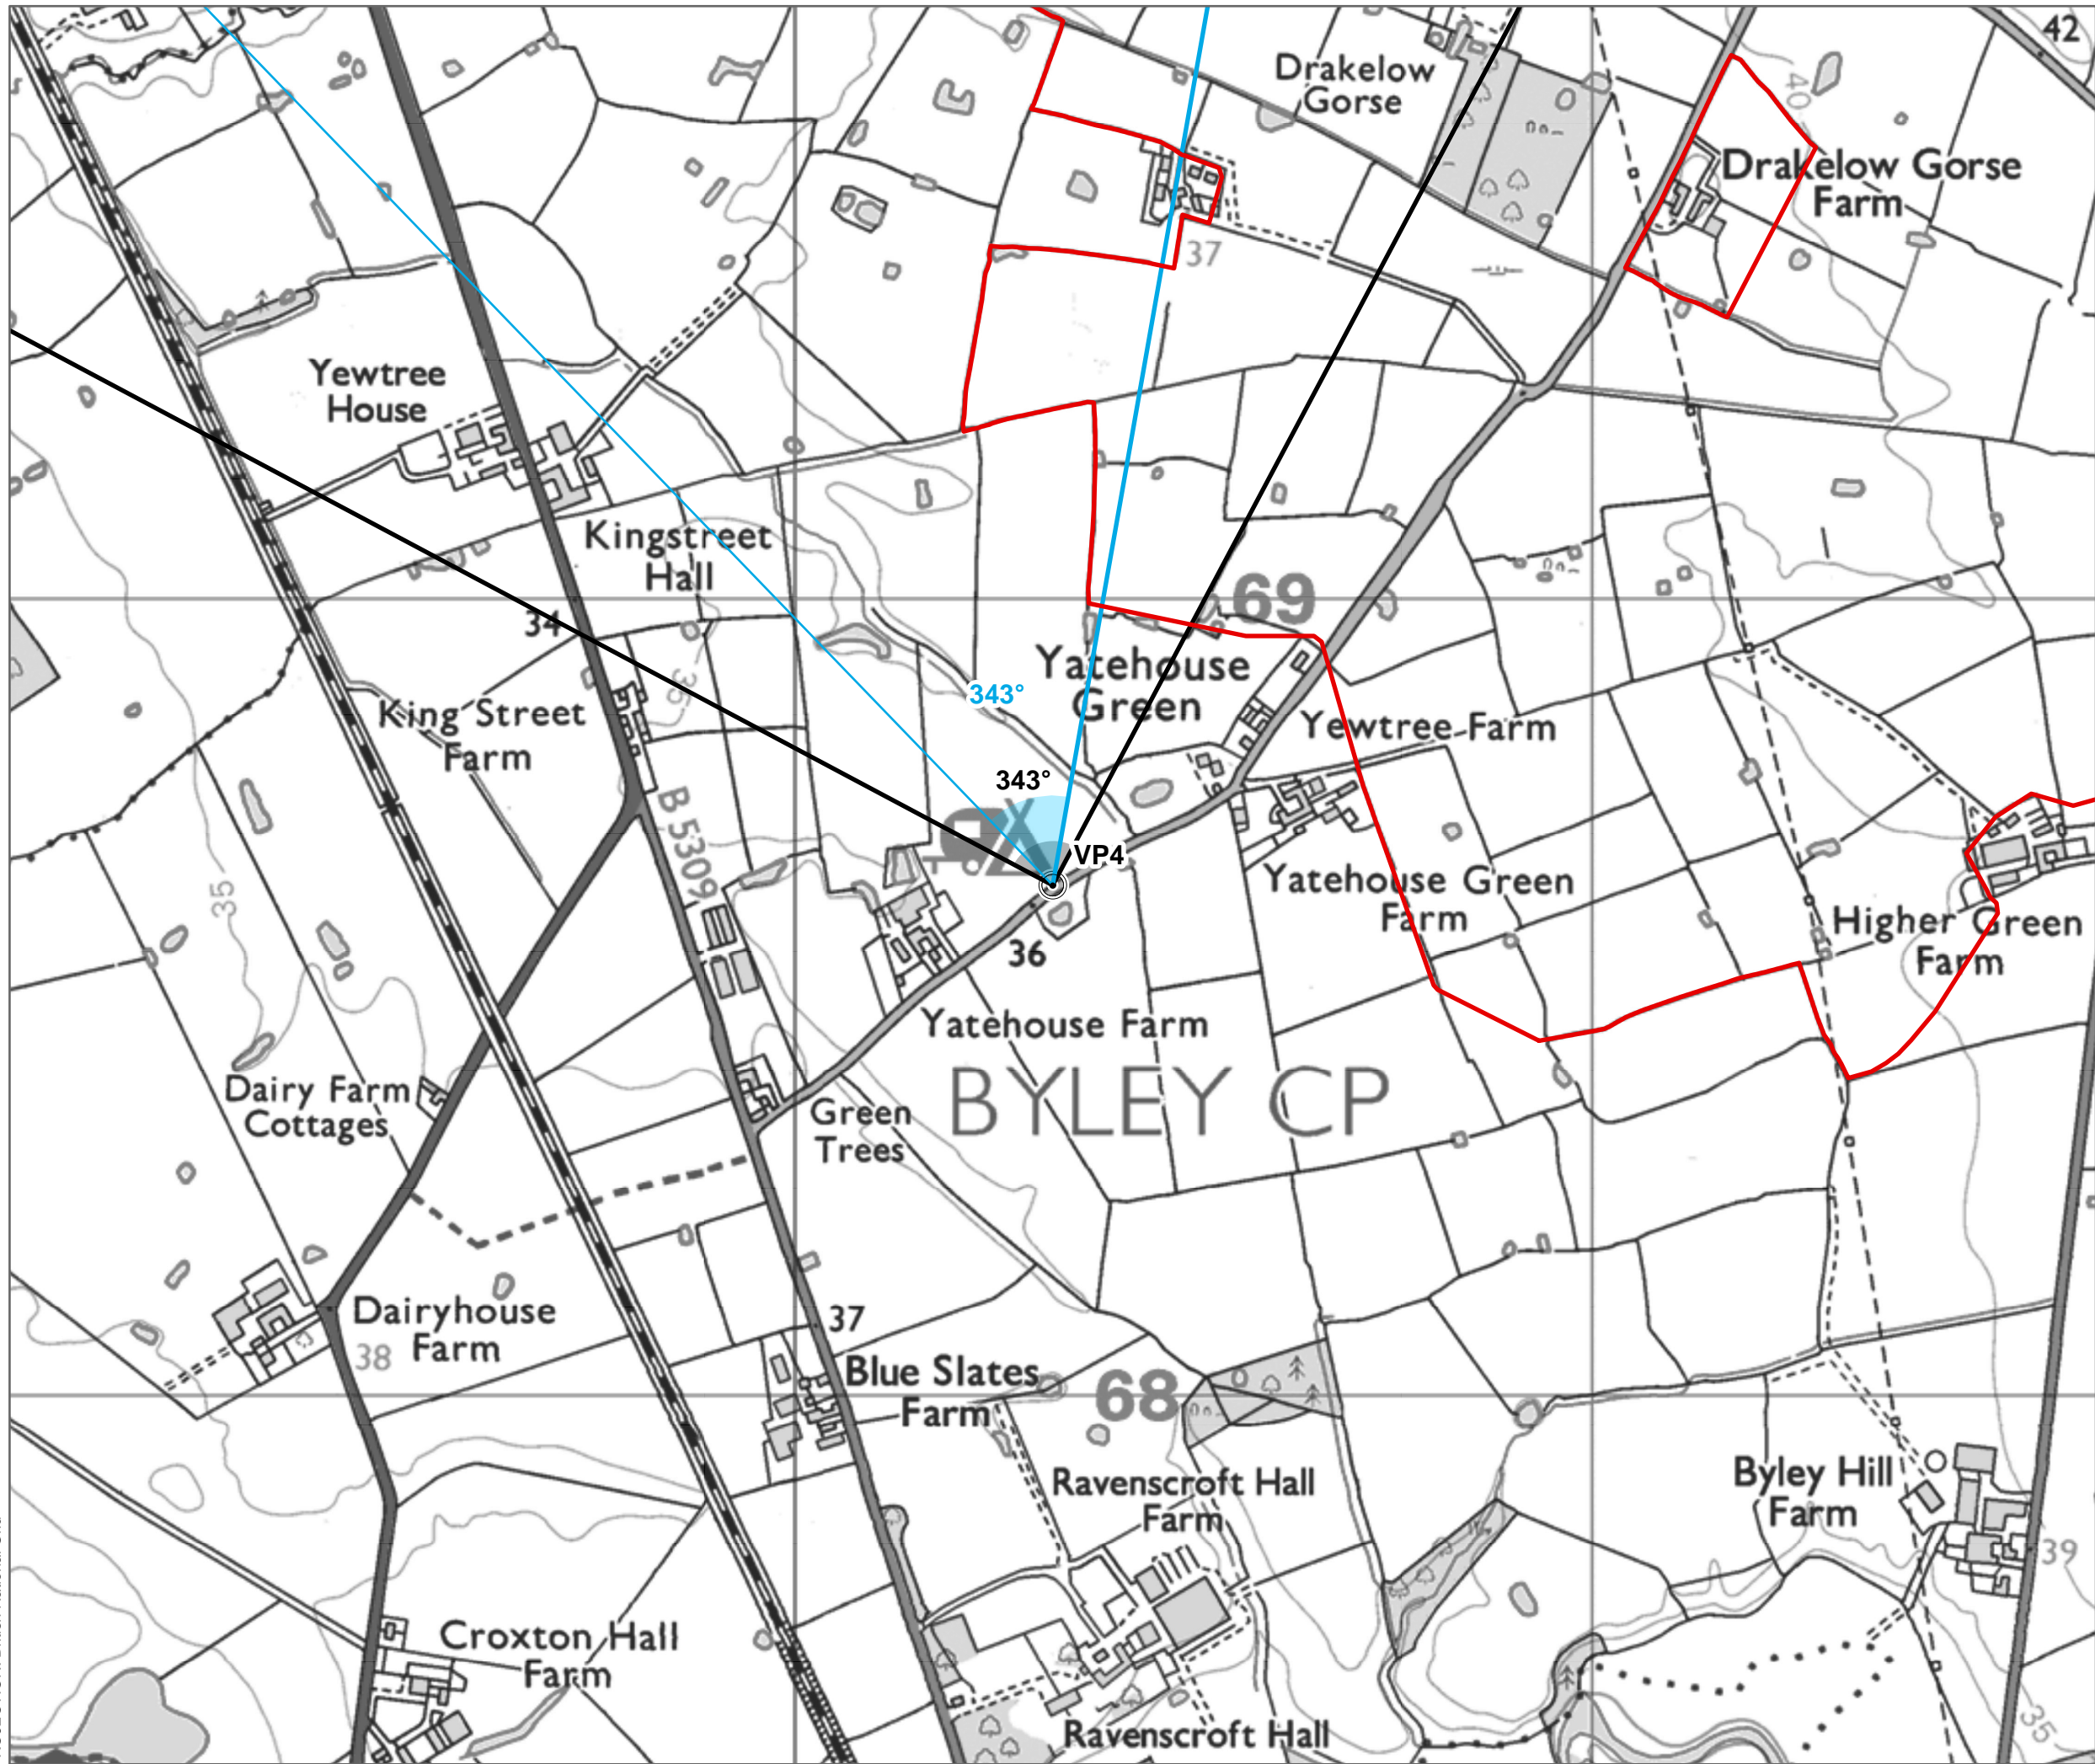 42
Drakelow
Gorse
40
Drakelow Gorse
Farm
37
Yewtree
House
Kingstreet
Hall
69
34
Yatehouse
Green
343°
36
King Street
Farm
Yewtree Farm
343°
B 5309
VP4
35
Yatehouse Green
Farm
Higher Green
Farm
36
Yatehouse Farm
BYLEY CP
Dairy Farm
Cottages
Green
Trees
Dairyhouse
Farm
38
37
Blue Slates
Farm
68
Ravenscroft Hall
Farm
Byley Hill
Farm
39
Croxton Hall
Farm
Ravenscroft Hall
35